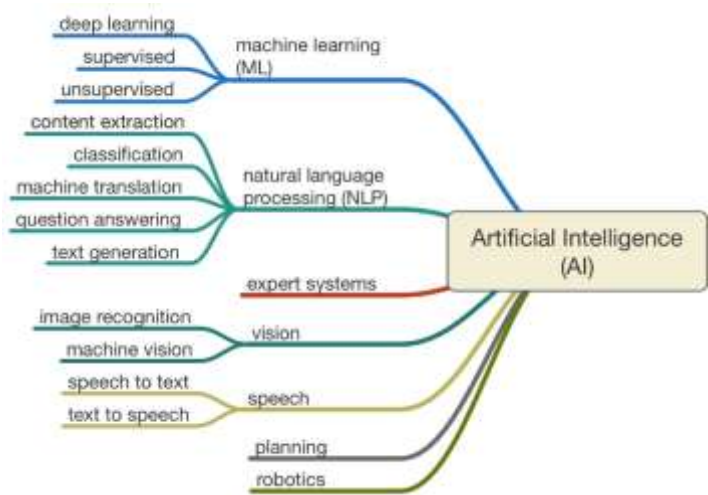 deep learning
supervised
unsupervised
machine learning
(ML)
content extraction
classification
machine translation
question answering
text generation
natural language
processing (NLP)
Artificial Intelligence
(AI)
expert systems
image recognition
machine vision
vision
speech to text
text to speech
speech
planning
robotics